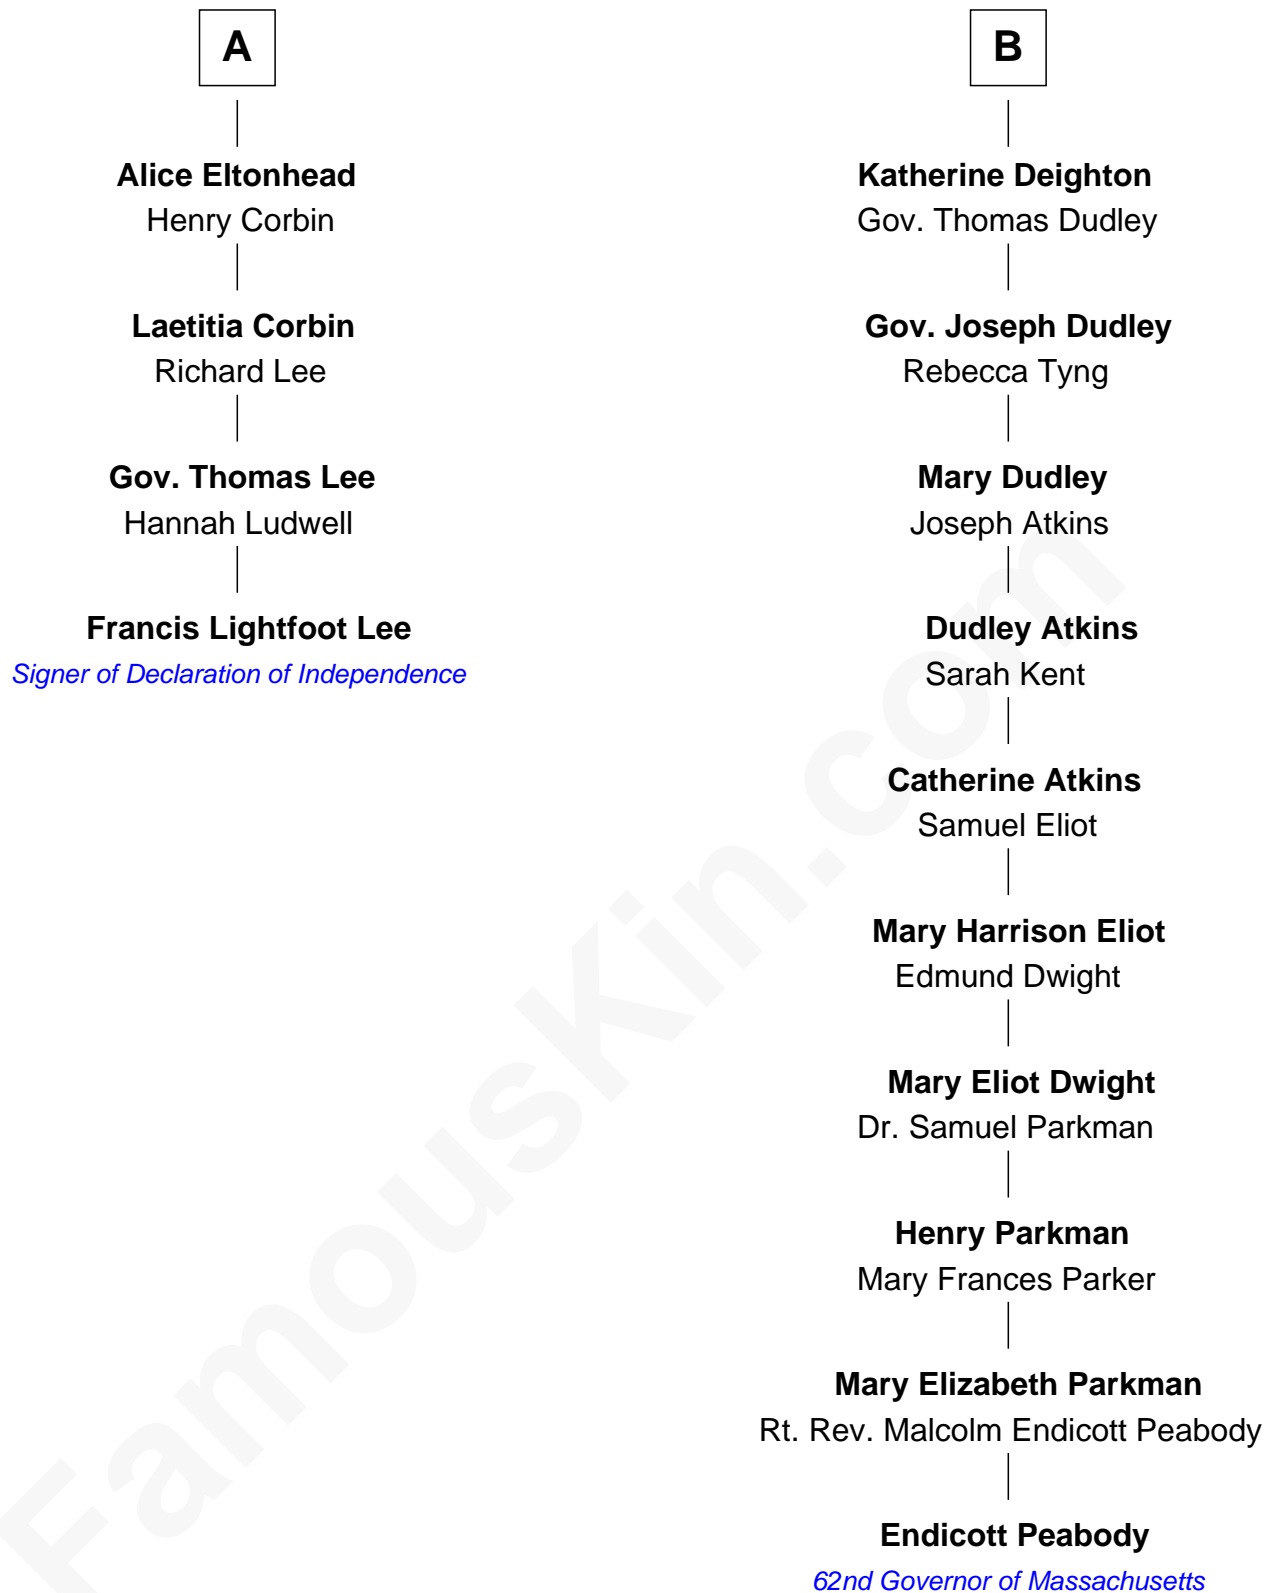 A
Alice Eltonhead
Henry Corbin
Laetitia Corbin
Richard Lee
Gov. Thomas Lee
Hannah Ludwell
Francis Lightfoot Lee
Signer of Declaration of Independence
B
Katherine Deighton
Gov. Thomas Dudley
Gov. Joseph Dudley
Rebecca Tyng
Mary Dudley
Joseph Atkins
Dudley Atkins
Sarah Kent
Catherine Atkins
Samuel Eliot
Mary Harrison Eliot
Edmund Dwight
Mary Eliot Dwight
Dr. Samuel Parkman
Henry Parkman
Mary Frances Parker
Mary Elizabeth Parkman
Rt. Rev. Malcolm Endicott Peabody
Endicott Peabody
62nd Governor of Massachusetts
FamousKin.com